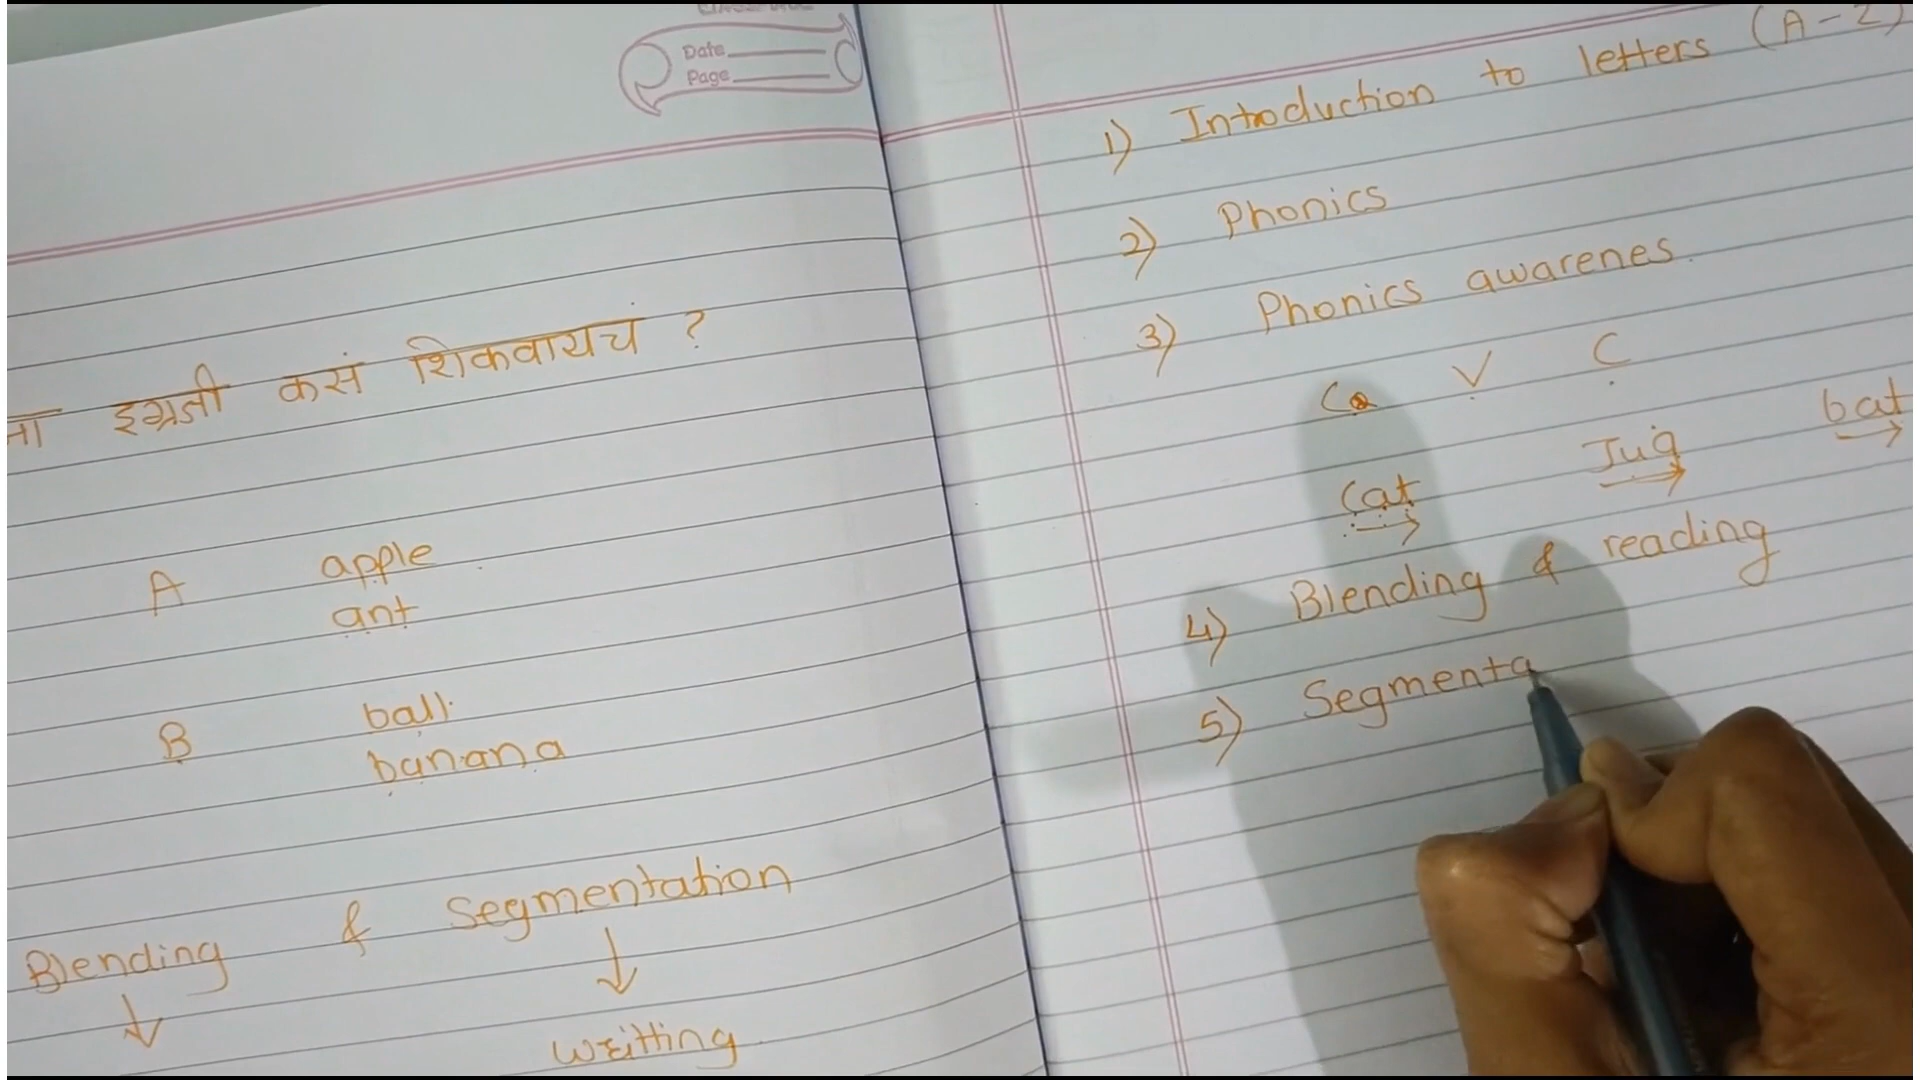 Date
Page
ना इंग्रजी कसं शिकवायचं ?
A apple
ant
B ball
banana
Blending & Segmentation
↓ ↓
writting
1) Introduction to letters (A-Z)
2) Phonics
3) Phonics awarenes
C V C
cat Jug bat
4) Blending & reading
5) Segmenta